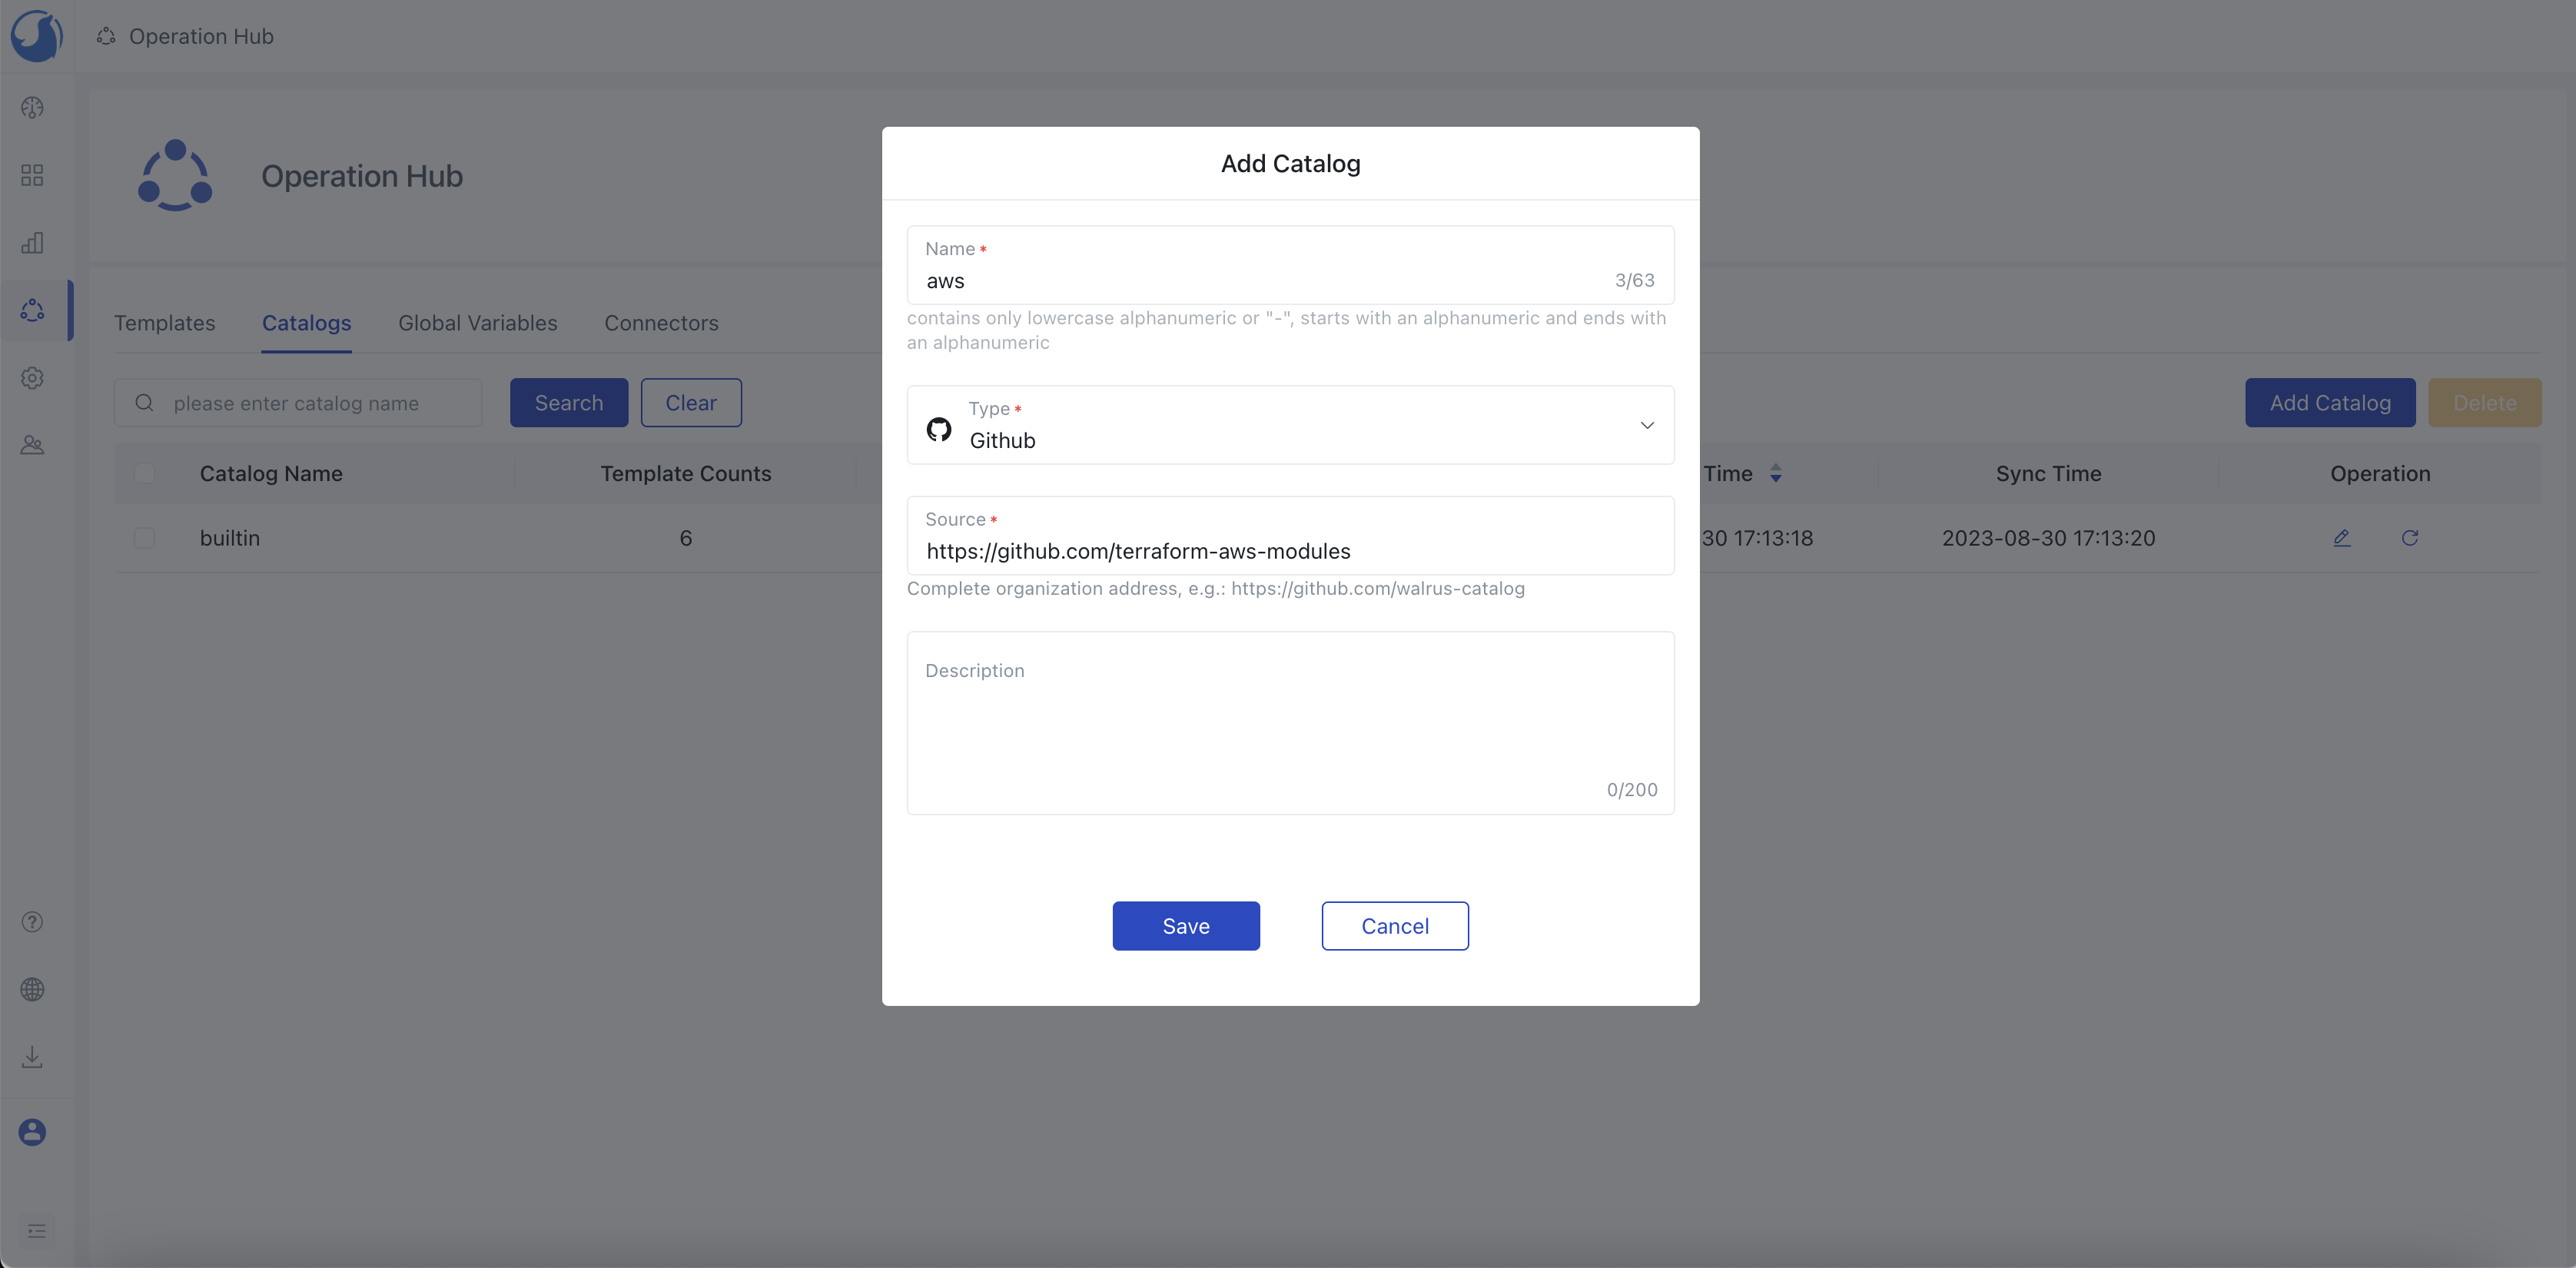 Operation Hub
Operation Hub
Templates Catalogs Global Variables Connectors
please enter catalog name Search Clear Add Catalog Delete
Catalog Name Template Counts Time Sync Time Operation
builtin 6 30 17:13:18 2023-08-30 17:13:20
Add Catalog
Name *
aws 3/63
contains only lowercase alphanumeric or "-", starts with an alphanumeric and ends with
an alphanumeric
Type *
Github
Source *
https://github.com/terraform-aws-modules
Complete organization address, e.g.: https://github.com/walrus-catalog
Description
0/200
Save Cancel